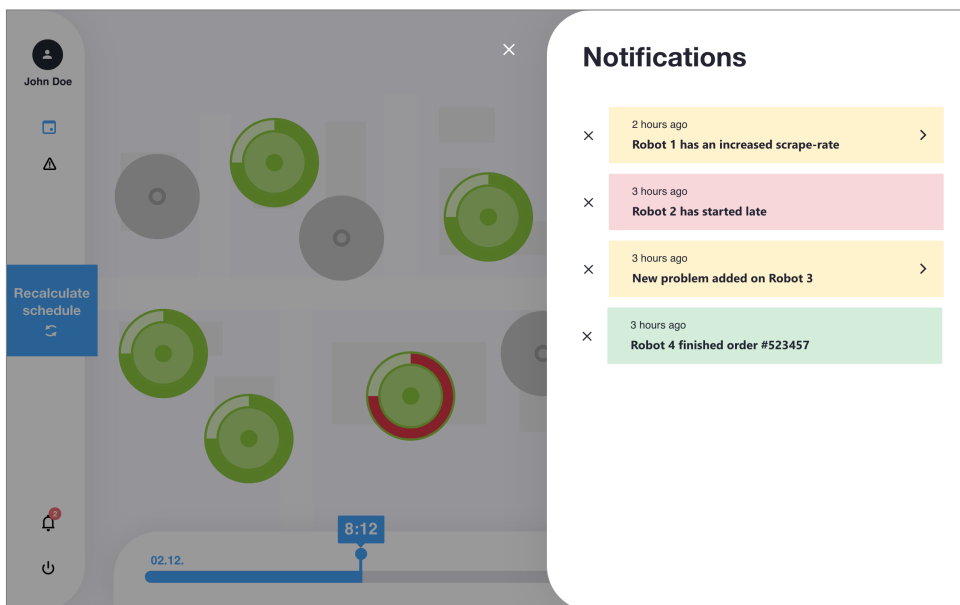 John Doe
Recalculate
schedule
2
8:12
02.12.
Notifications
2 hours ago
Robot 1 has an increased scrape-rate
3 hours ago
Robot 2 has started late
3 hours ago
New problem added on Robot 3
3 hours ago
Robot 4 finished order #523457